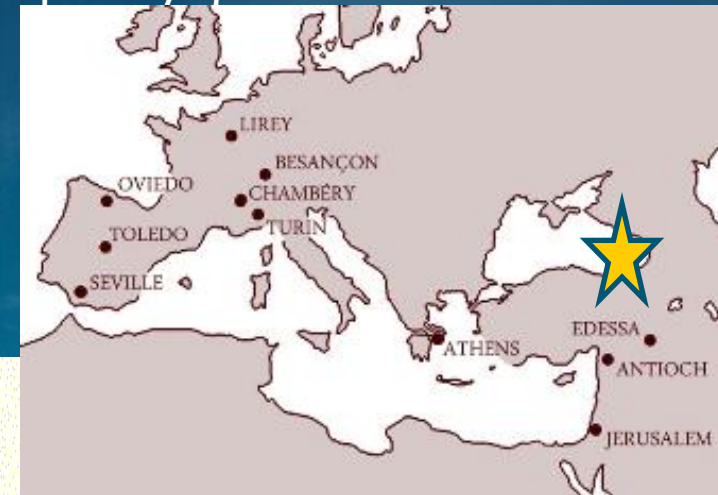 LIREY
BESANÇON
OVIEDO
CHAMBÉRY
TURIN
TOLEDO
SEVILLE
EDESSA
ATHENS
ANTIOCH
JERUSALEM